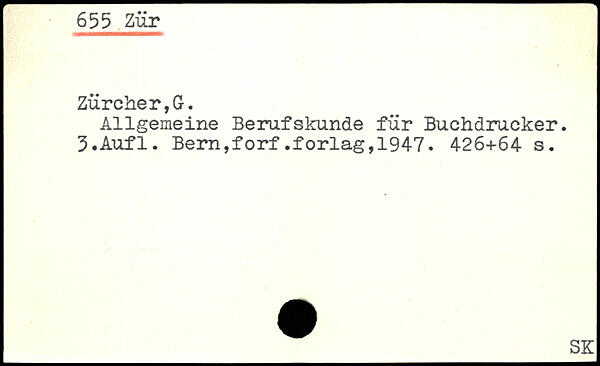 655 Zür
Zürcher,G.
Allgemeine Berufskunde für Buchdrucker.
3.Aufl. Bern,forf.forlag,1947. 426+64 s.
SK